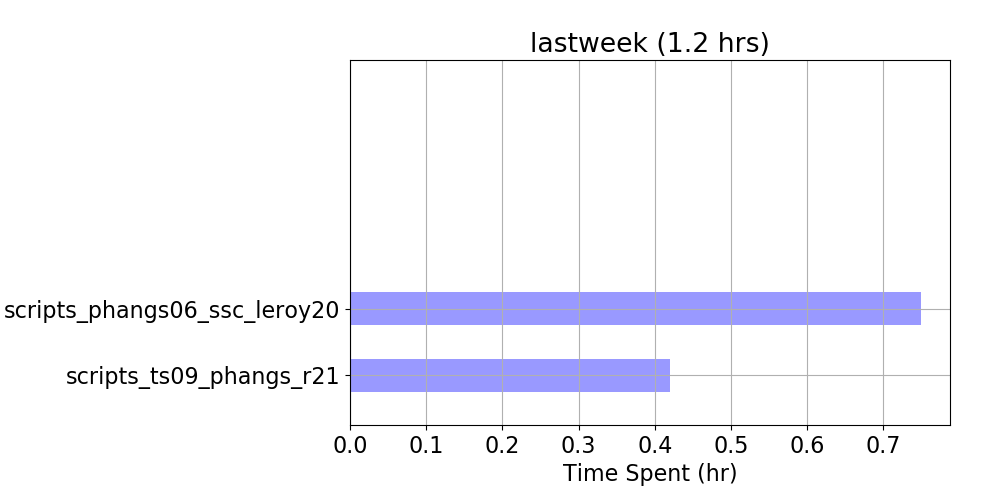 lastweek (1.2 hrs)
scripts_phangs06_ssc_leroy20
scripts_ts09_phangs_r21
0.0 0.1 0.2 0.3 0.4 0.5 0.6 0.7
Time Spent (hr)